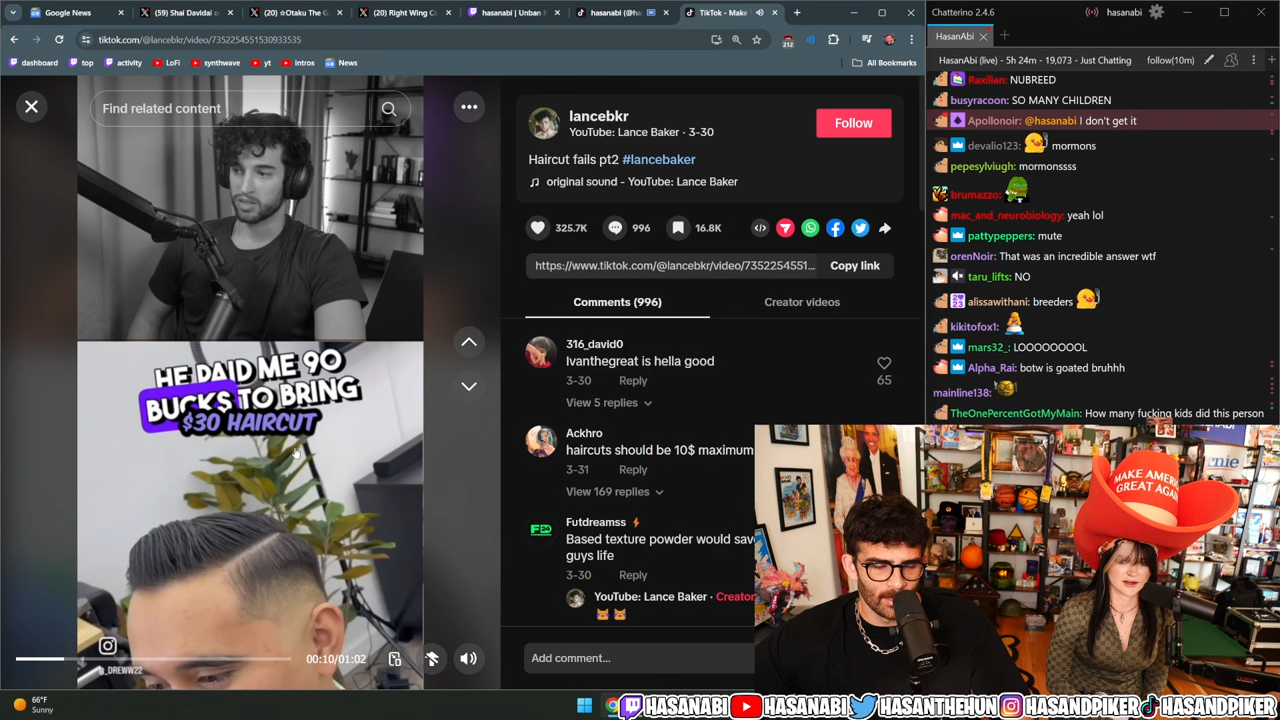 Google News
(59) Shai Davidai o
(20) ☆Otaku The G
(20) Right Wing Co
hasanabi | Unban F
hasanabi (@ha
TikTok - Make
Chatterino 2.4.6
hasanabi
tiktok.com/@lancebkr/video/7352254551530933535
212
HasanAbi
dashboard
top
activity
LoFi
synthwave
yt
intros
News
All Bookmarks
HasanAbi (live) - 5h 24m - 19,073 - Just Chatting
follow(10m)
Find related content
lancebkr
YouTube: Lance Baker · 3-30
Follow
Haircut fails pt2 #lancebaker
original sound - YouTube: Lance Baker
325.7K
996
16.8K
https://www.tiktok.com/@lancebkr/video/7352254551...
Copy link
Comments (996)
Creator videos
316_david0
Ivanthegreat is hella good
3-30
Reply
65
View 5 replies
Ackhro
haircuts should be 10$ maximum
3-31
Reply
View 169 replies
Futdreamss
Based texture powder would sav
guys life
3-30
Reply
YouTube: Lance Baker · Creator
Add comment...
HE PAID ME 90
BUCKS TO BRING
$30 HAIRCUT
@_DREWW22
00:10/01:02
Raxilian: NUBREED
busyracoon: SO MANY CHILDREN
Apollonoir: @hasanabi I don't get it
devalio123: mormons
pepesylviugh: mormonssss
brumazzo:
mac_and_neurobiology: yeah lol
pattypeppers: mute
orenNoir: That was an incredible answer wtf
taru_lifts: NO
alissawithani: breeders
kikitofox1:
mars32_: LOOOOOOOL
Alpha_Rai: botw is goated bruhhh
mainline138:
TheOnePercentGotMyMain: How many fucking kids did this person
MAKE AMERI
GREAT AGAI
ernie
66°F
Sunny
HASANABI
HASANABI
HASANTHEHUN
HASANDPIKER
HASANDPIKER